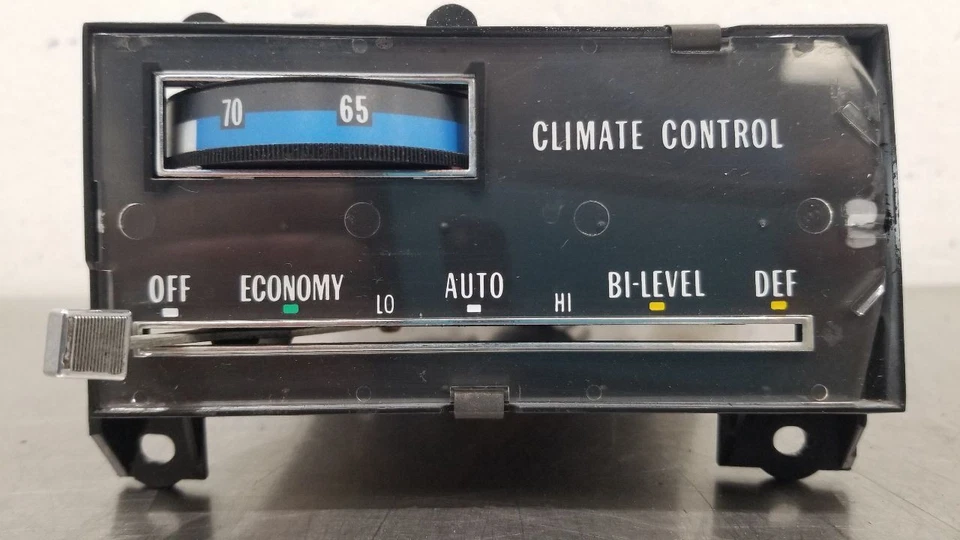 70 65
CLIMATE CONTROL
OFF ECONOMY LO AUTO HI BI-LEVEL DEF